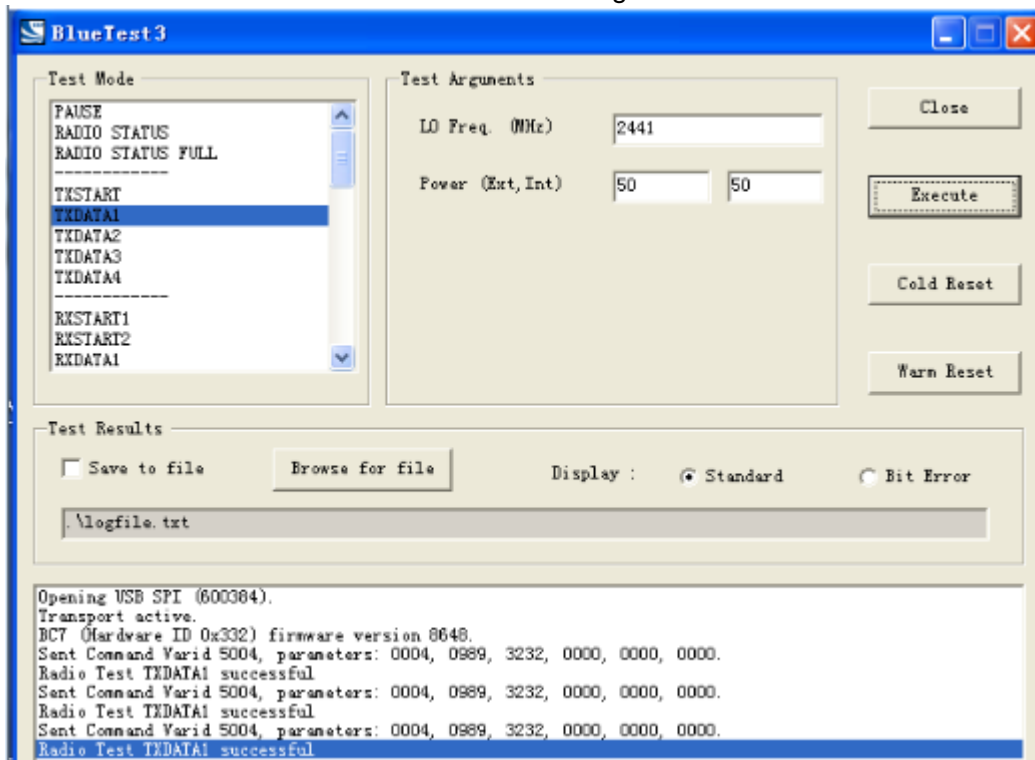 BlueTest3
Test Mode
PAUSE
RADIO STATUS
RADIO STATUS FULL
------------
TXSTART
TXDATA1
TXDATA2
TXDATA3
TXDATA4
------------
RXSTART1
RXSTART2
RXDATA1
Test Arguments
LO Freq. (MHz) 2441
Power (Ext, Int) 50 50
Close
Execute
Cold Reset
Warm Reset
Test Results
Save to file Browse for file Display : Standard Bit Error
.\logfile.txt
Opening USB SPI (600384).
Transport active.
BC7 (Hardware ID 0x332) firmware version 8648.
Sent Command Varid 5004, parameters: 0004, 0989, 3232, 0000, 0000, 0000.
Radio Test TXDATA1 successful
Sent Command Varid 5004, parameters: 0004, 0989, 3232, 0000, 0000, 0000.
Radio Test TXDATA1 successful
Sent Command Varid 5004, parameters: 0004, 0989, 3232, 0000, 0000, 0000.
Radio Test TXDATA1 successful